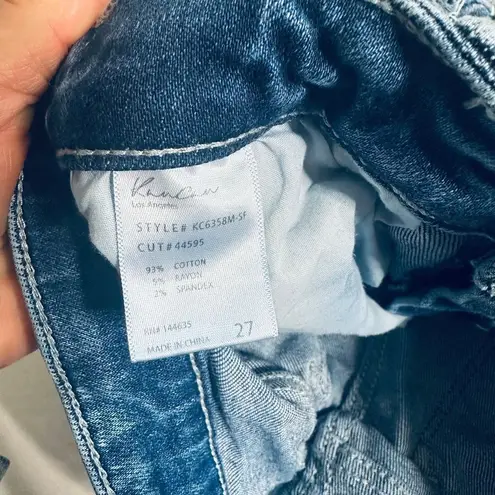 KanCan
Los Angeles
STYLE# KC6358M-SF
CUT# 44595
93% COTTON
5% RAYON
2% SPANDEX
RN# 144635
MADE IN CHINA
27